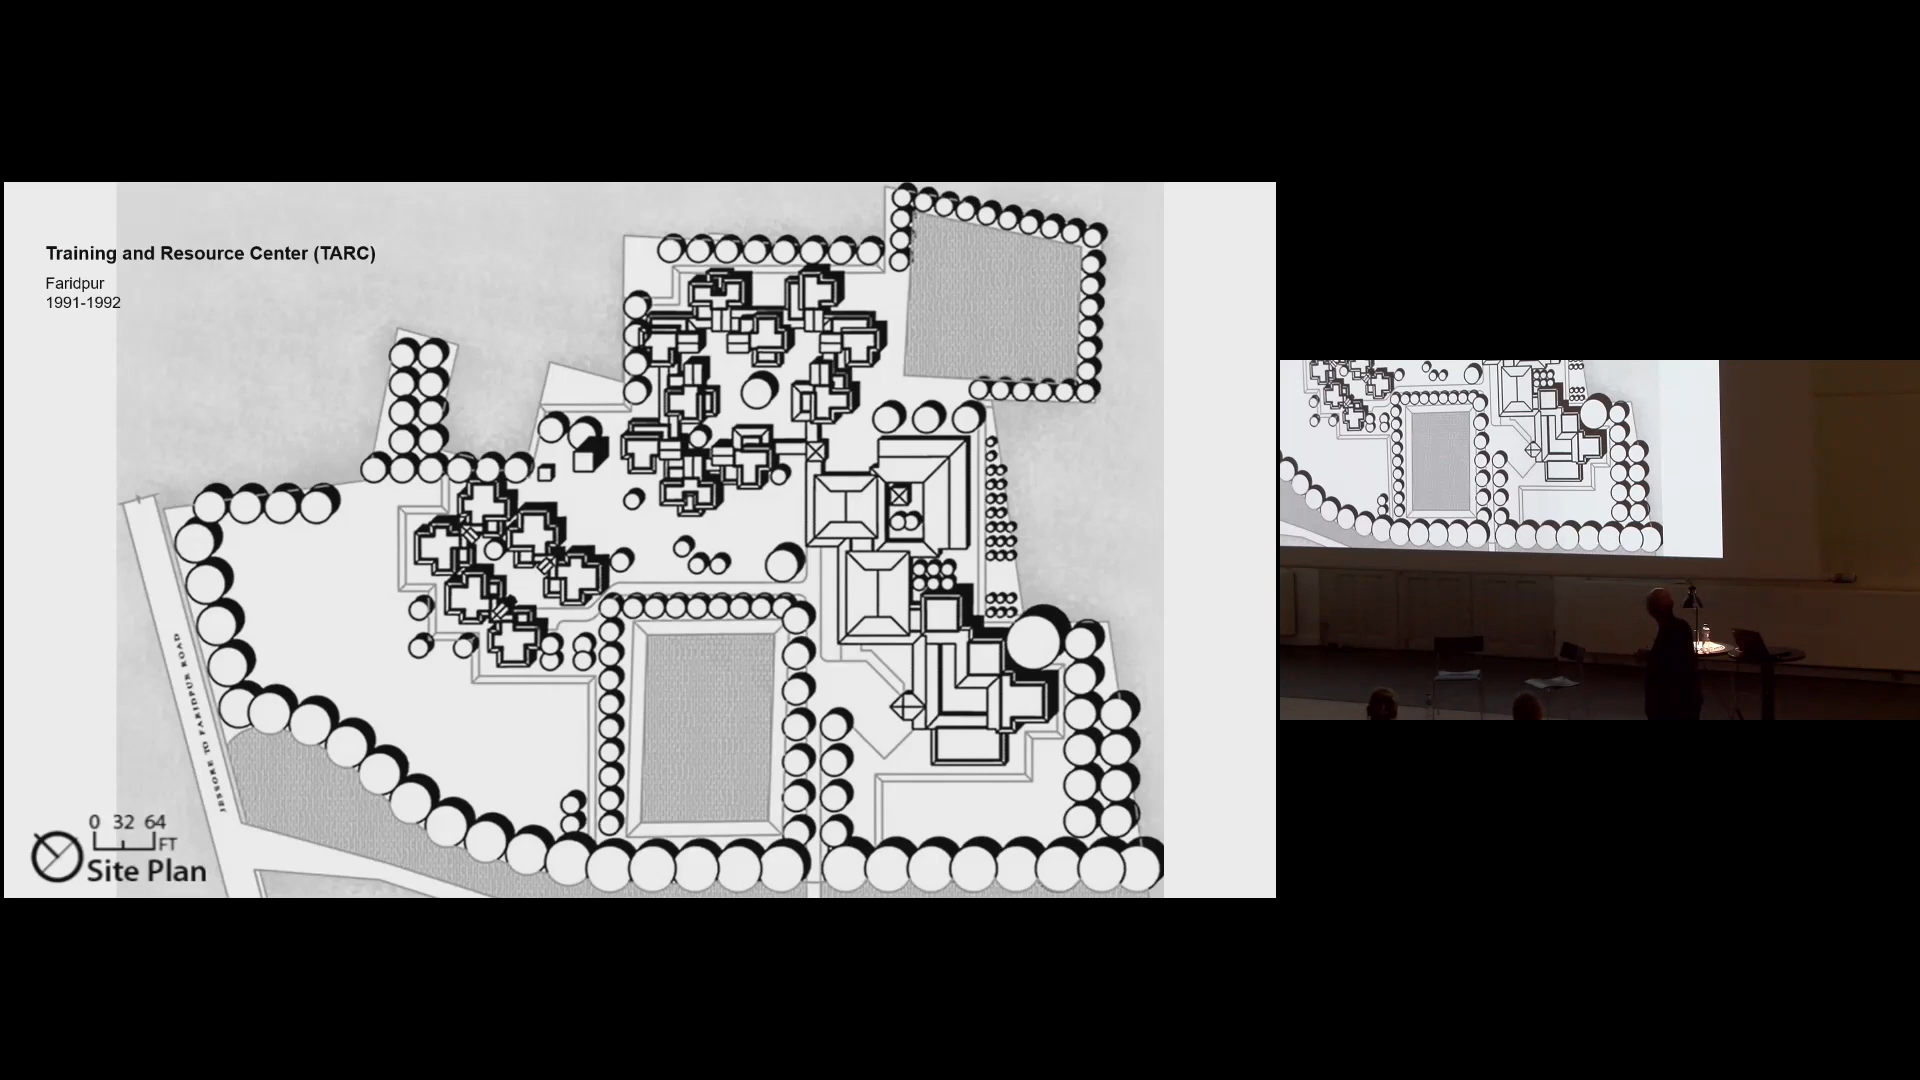 Training and Resource Center (TARC)
Faridpur
1991-1992
JESSORE TO FARIDPUR ROAD
0 32 64
FT
Site Plan